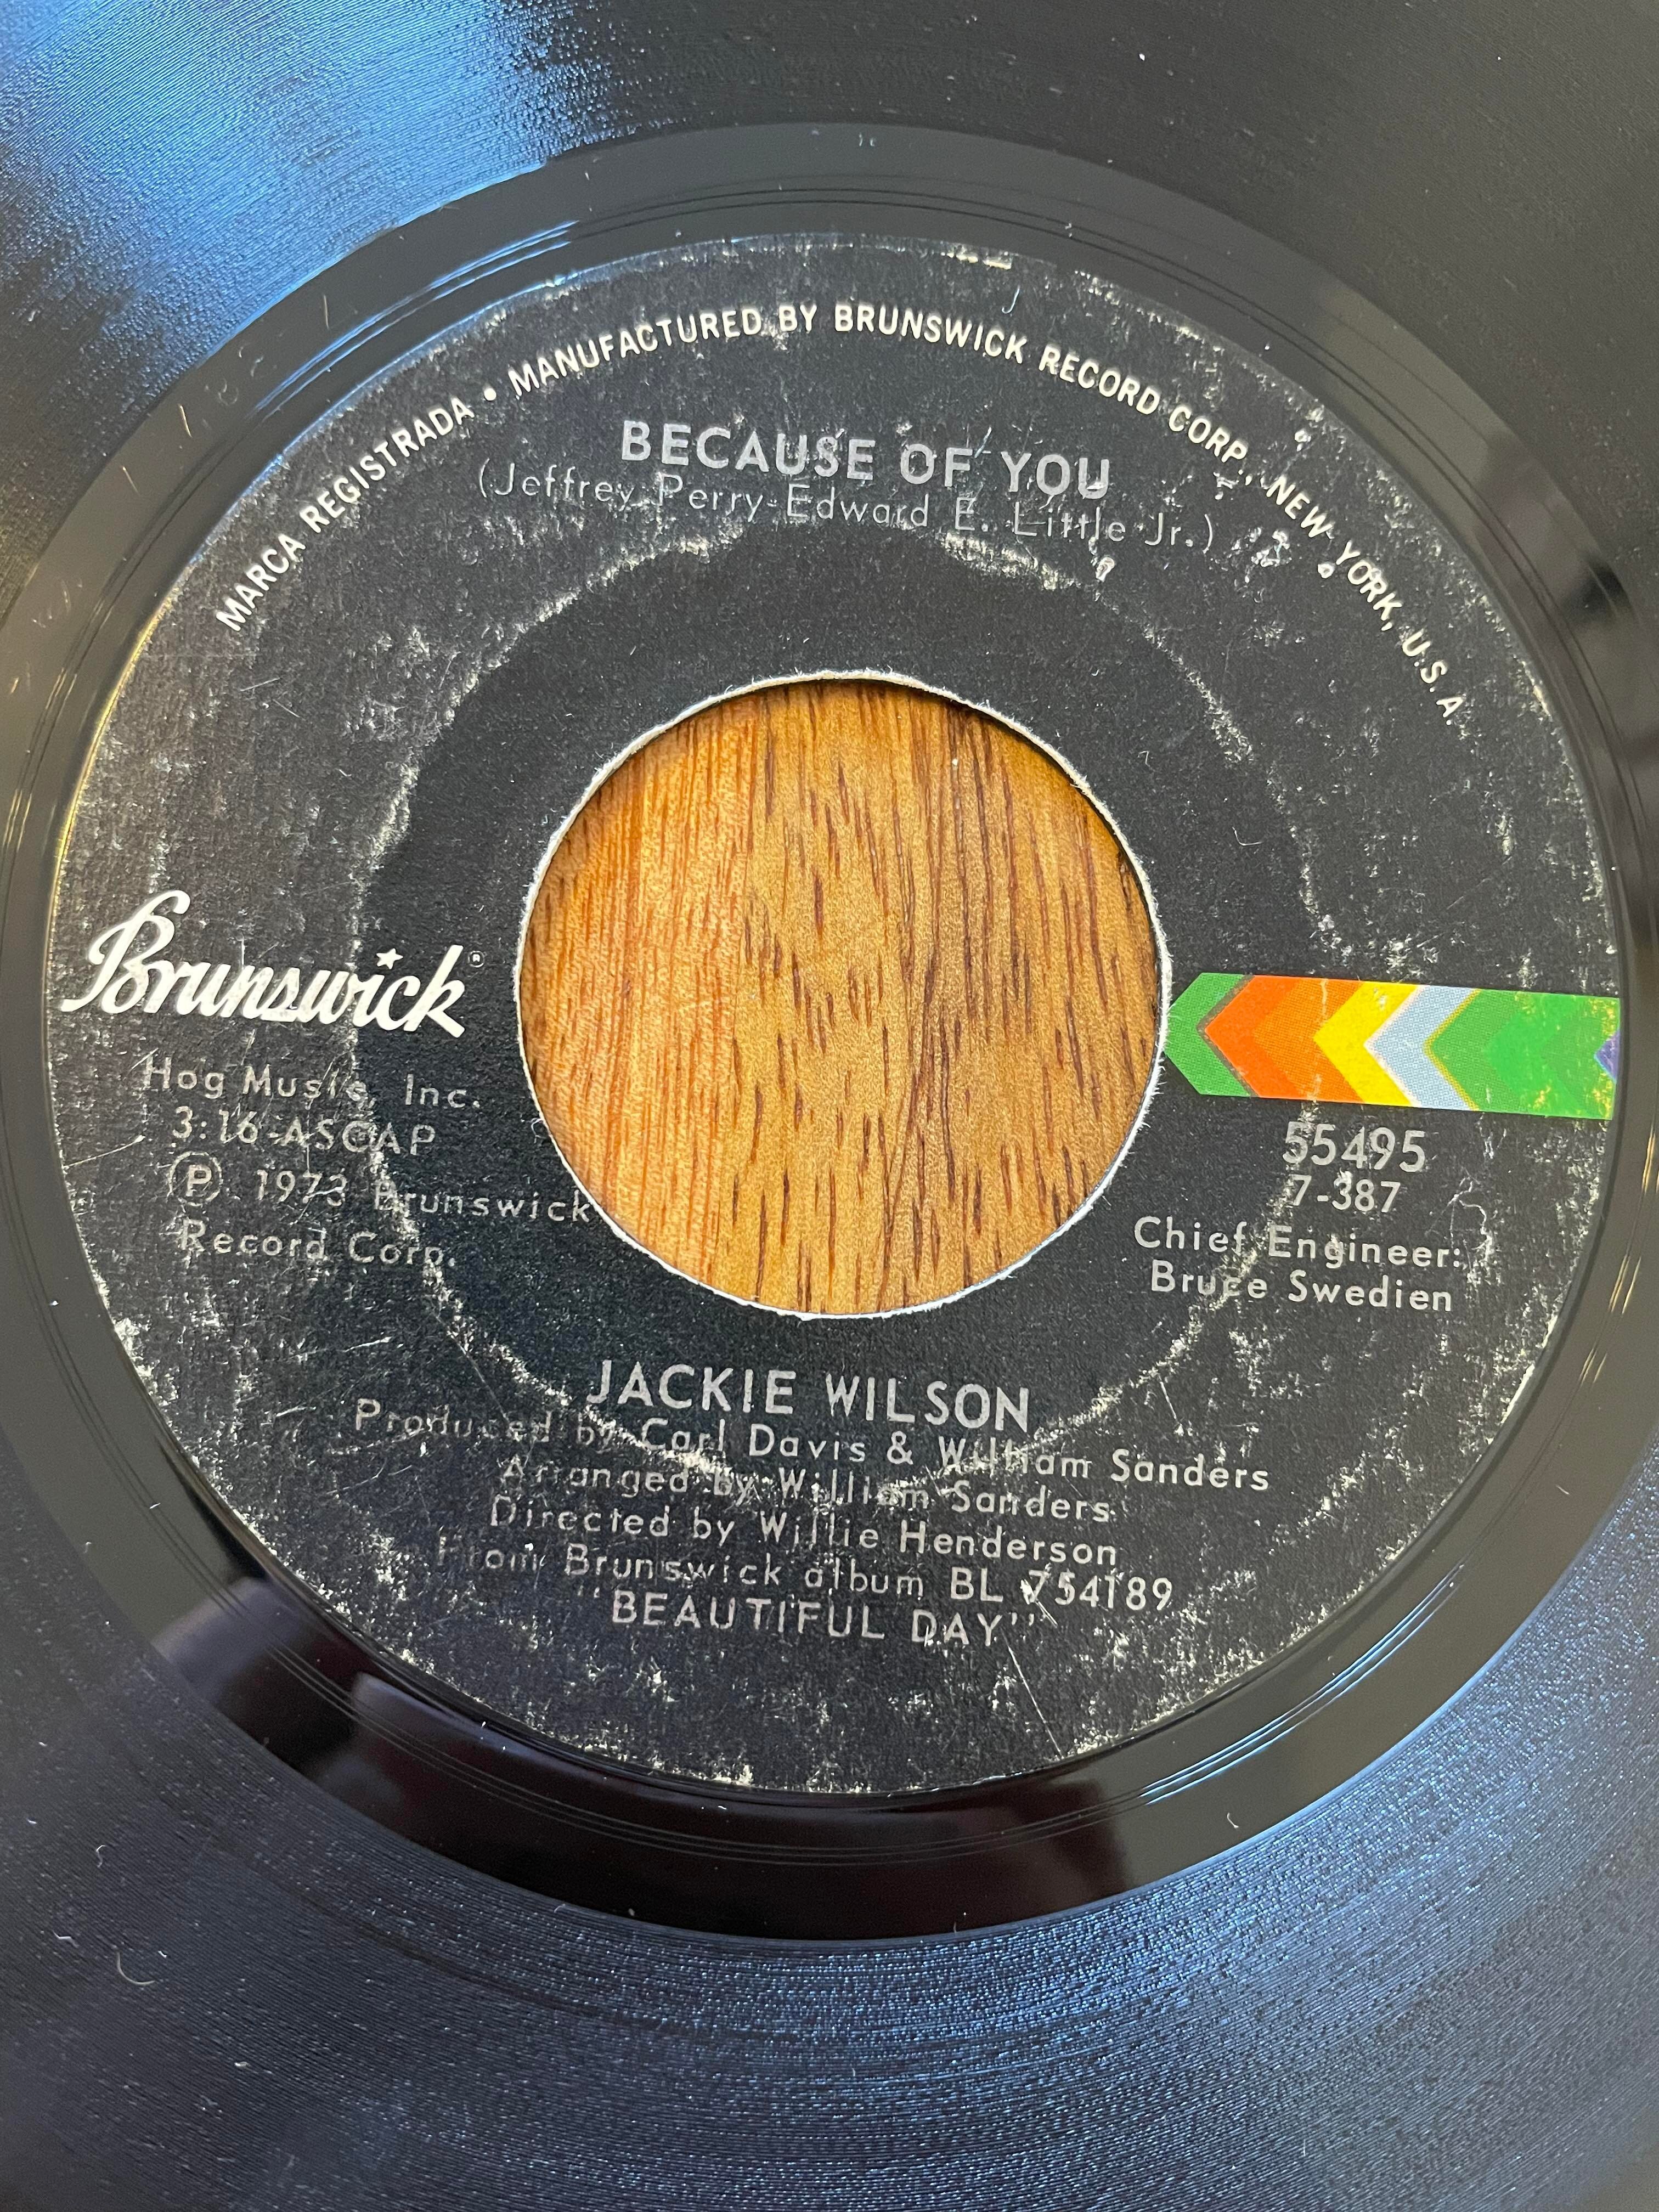 MARCA REGISTRADA • MANUFACTURED BY BRUNSWICK RECORD CORP., NEW YORK, U.S.A.
BECAUSE OF YOU
(Jeffrey Perry-Edward E. Little Jr.)
Brunswick®
Hog Music, Inc.
3:16-ASCAP
Ⓟ 1973 Brunswick
Record Corp.
55495
7-387
Chief Engineer:
Bruce Swedien
JACKIE WILSON
Produced by Carl Davis & William Sanders
Arranged by William Sanders
Directed by Willie Henderson
From Brunswick album BL 754189
"BEAUTIFUL DAY"